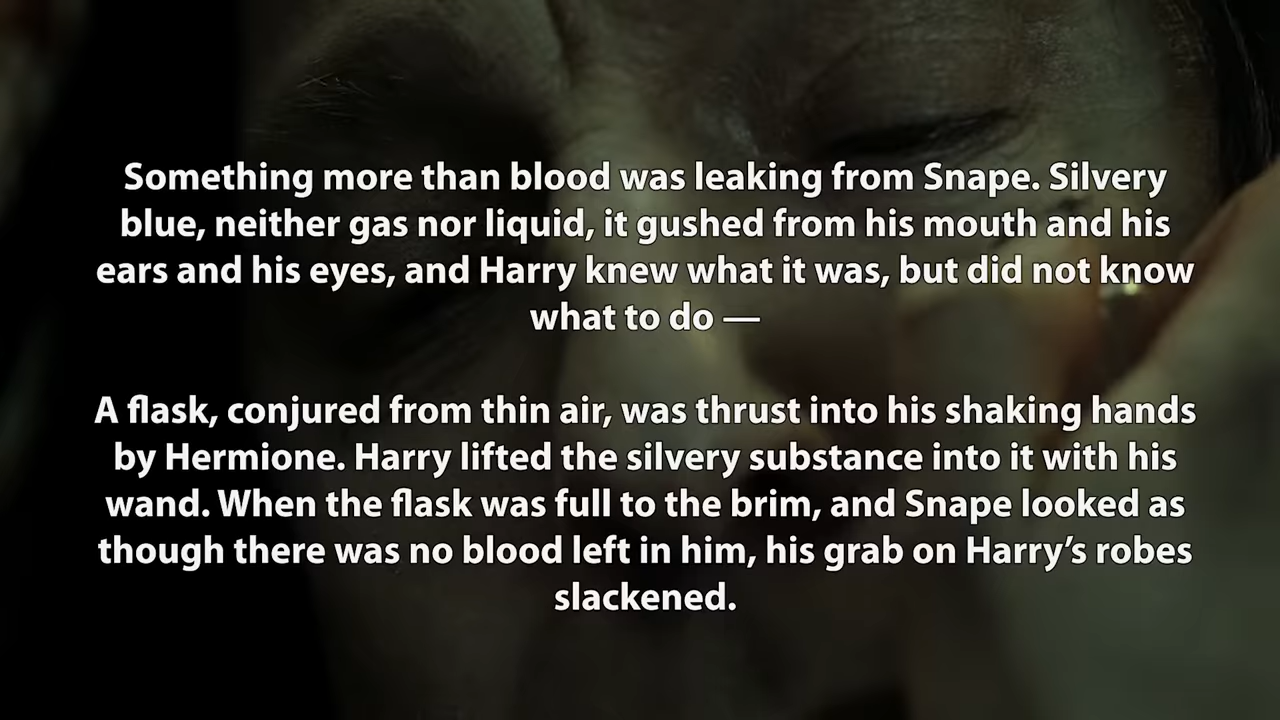 Something more than blood was leaking from Snape. Silvery
blue, neither gas nor liquid, it gushed from his mouth and his
ears and his eyes, and Harry knew what it was, but did not know
what to do —
A flask, conjured from thin air, was thrust into his shaking hands
by Hermione. Harry lifted the silvery substance into it with his
wand. When the flask was full to the brim, and Snape looked as
though there was no blood left in him, his grab on Harry’s robes
slackened.